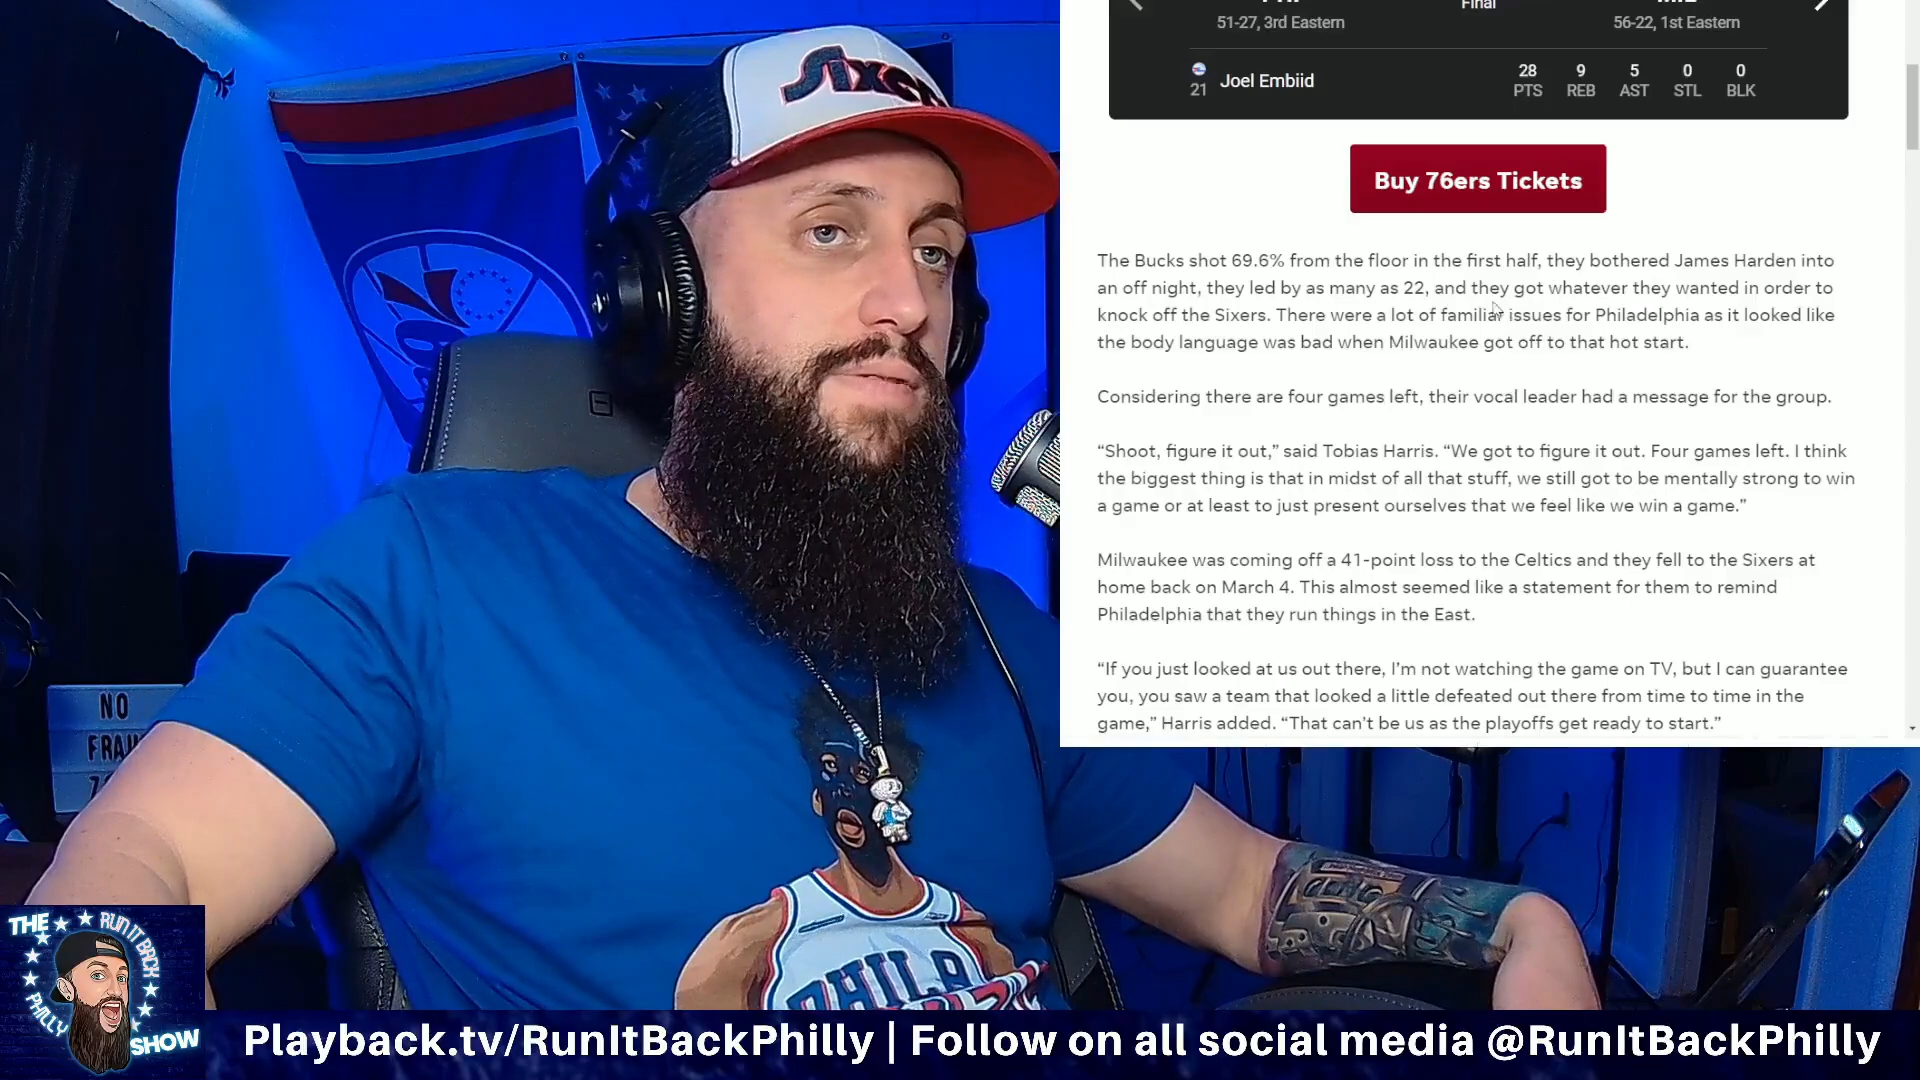 Final
51-27, 3rd Eastern
56-22, 1st Eastern
21 Joel Embiid
28 9 5 0 0
PTS REB AST STL BLK
Buy 76ers Tickets
The Bucks shot 69.6% from the floor in the first half, they bothered James Harden into
an off night, they led by as many as 22, and they got whatever they wanted in order to
knock off the Sixers. There were a lot of familiar issues for Philadelphia as it looked like
the body language was bad when Milwaukee got off to that hot start.
Considering there are four games left, their vocal leader had a message for the group.
“Shoot, figure it out,” said Tobias Harris. “We got to figure it out. Four games left. I think
the biggest thing is that in midst of all that stuff, we still got to be mentally strong to win
a game or at least to just present ourselves that we feel like we win a game.”
Milwaukee was coming off a 41-point loss to the Celtics and they fell to the Sixers at
home back on March 4. This almost seemed like a statement for them to remind
Philadelphia that they run things in the East.
“If you just looked at us out there, I’m not watching the game on TV, but I can guarantee
you, you saw a team that looked a little defeated out there from time to time in the
game,” Harris added. “That can’t be us as the playoffs get ready to start.”
NO
PHILA
THE
RUN IT BACK
PHILLY
SHOW
Playback.tv/RunItBackPhilly | Follow on all social media @RunItBackPhilly